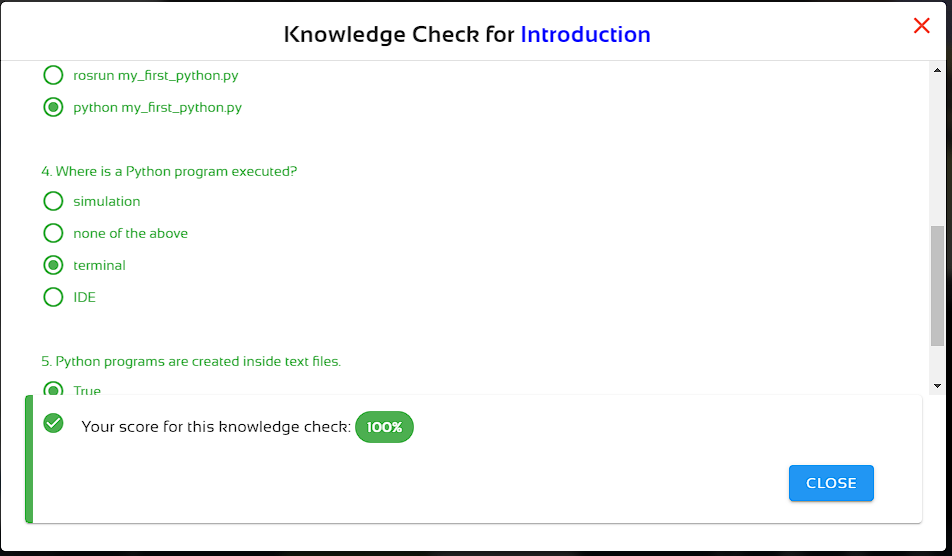 Knowledge Check for Introduction
rosrun my_first_python.py
python my_first_python.py
4. Where is a Python program executed?
simulation
none of the above
terminal
IDE
5. Python programs are created inside text files.
True
Your score for this knowledge check: 100%
CLOSE